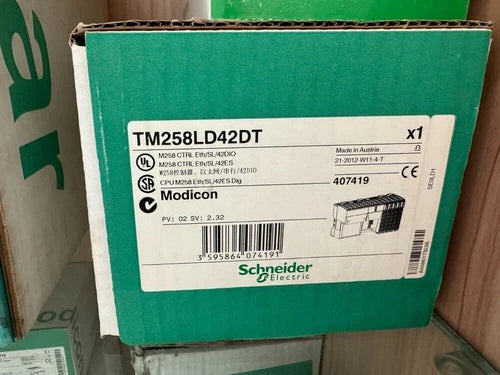 TM258LD42DT
x1
M258 CTRL Eth/SL/42DIO
M258 CTRL Eth/SL/42ES
M258控制器、以太网/串行/42DIO
CPU M258 Eth/SL/42ES Dig
Made in Austria
21-2012-W11-4-T
407419
Modicon
PV: 02 SV: 2.32
3 595864 074191
Schneider
Electric
SE0LD1
ar